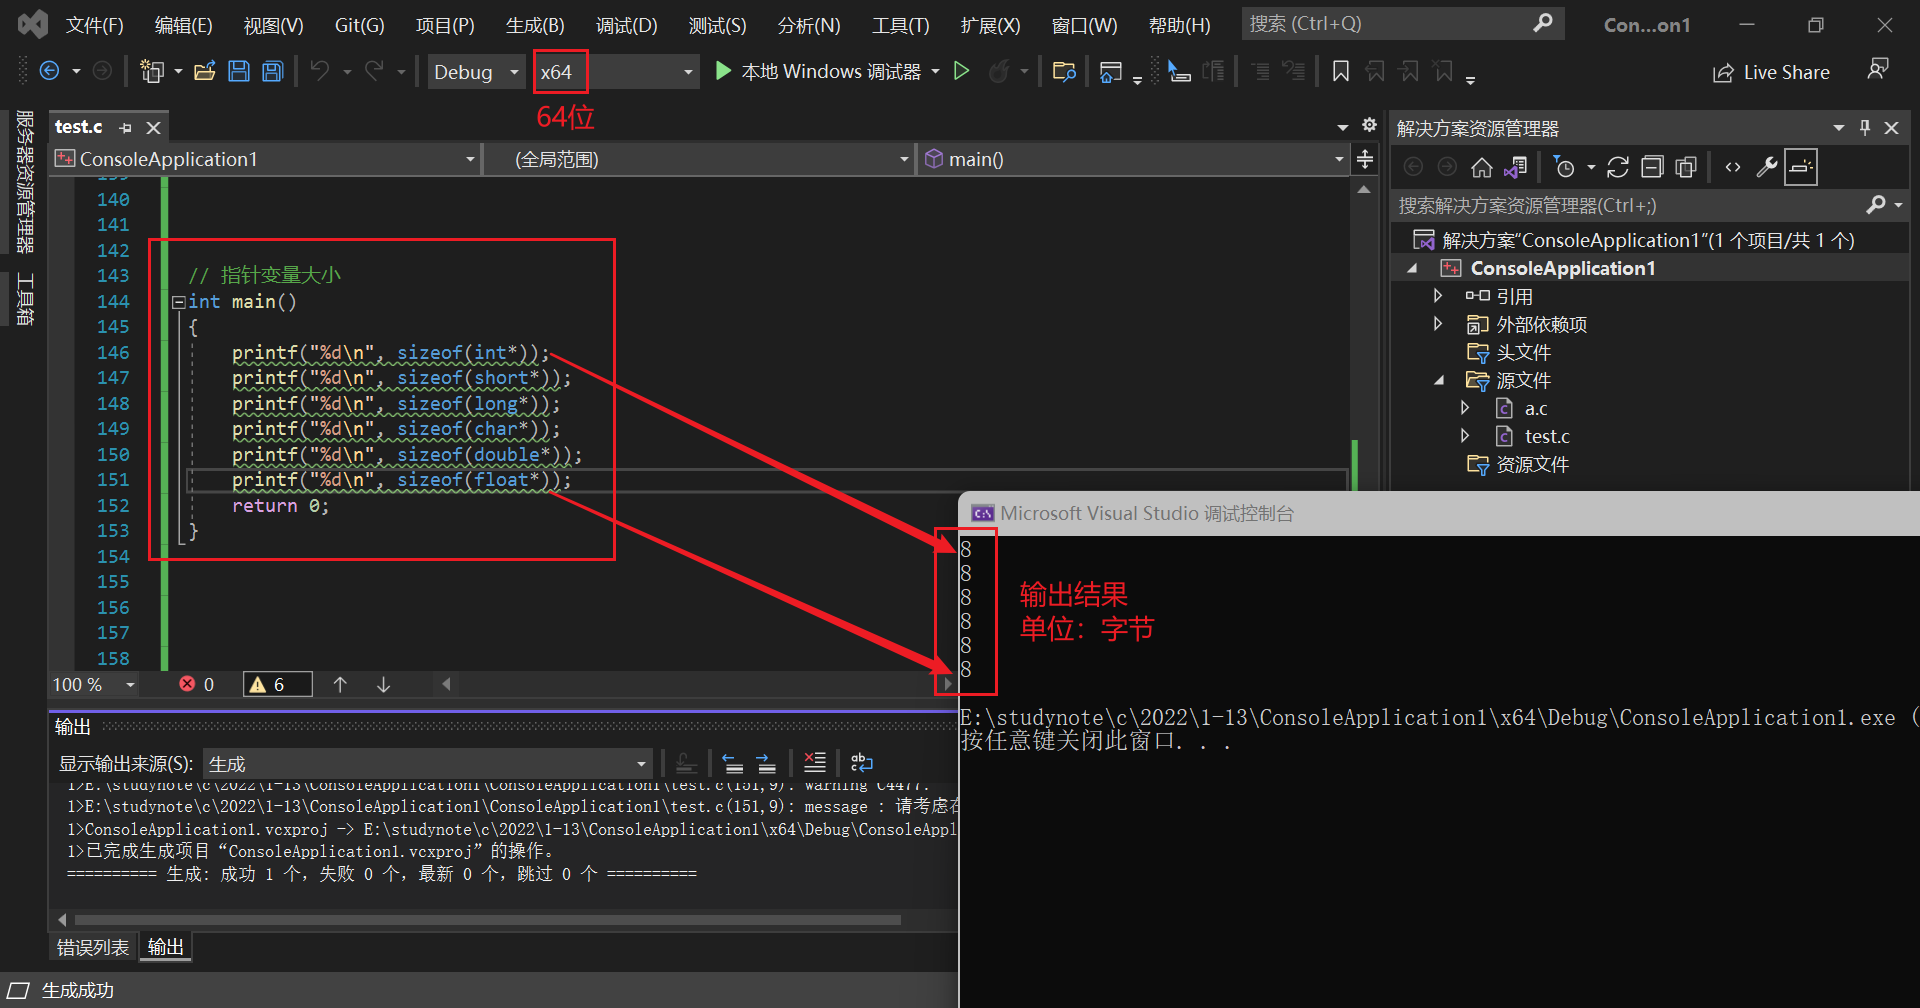 文件(F) 编辑(E) 视图(V) Git(G) 项目(P) 生成(B) 调试(D) 测试(S) 分析(N) 工具(T) 扩展(X) 窗口(W) 帮助(H) 搜索 (Ctrl+Q) Con...on1
Debug x64 本地 Windows 调试器 Live Share
64位
服务器资源管理器
工具箱
test.c
ConsoleApplication1 (全局范围) main()
140
141
142
143 // 指针变量大小
144 int main()
145 {
146 printf("%d\n", sizeof(int*));
147 printf("%d\n", sizeof(short*));
148 printf("%d\n", sizeof(long*));
149 printf("%d\n", sizeof(char*));
150 printf("%d\n", sizeof(double*));
151 printf("%d\n", sizeof(float*));
152 return 0;
153 }
154
155
156
157
158
100 % 0 6
输出
显示输出来源(S): 生成
1>E:\studynote\c\2022\1-13\ConsoleApplication1\ConsoleApplication1\test.c(151,9): warning C4477:
1>E:\studynote\c\2022\1-13\ConsoleApplication1\ConsoleApplication1\test.c(151,9): message : 请考虑在
1>ConsoleApplication1.vcxproj -> E:\studynote\c\2022\1-13\ConsoleApplication1\x64\Debug\ConsoleAppl
1>已完成生成项目“ConsoleApplication1.vcxproj”的操作。
========== 生成: 成功 1 个，失败 0 个，最新 0 个，跳过 0 个 ==========
错误列表 输出
生成成功
解决方案资源管理器
搜索解决方案资源管理器(Ctrl+;)
解决方案“ConsoleApplication1”(1 个项目/共 1 个)
ConsoleApplication1
引用
外部依赖项
头文件
源文件
a.c
test.c
资源文件
Microsoft Visual Studio 调试控制台
8
8
8
8
8
8
输出结果
单位：字节
E:\studynote\c\2022\1-13\ConsoleApplication1\x64\Debug\ConsoleApplication1.exe (
按任意键关闭此窗口. . .